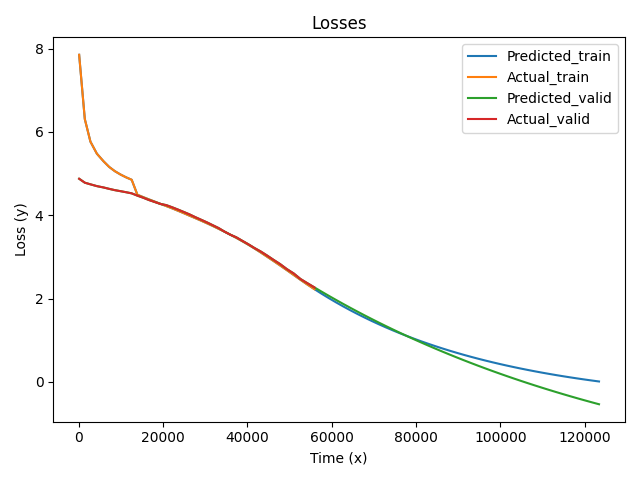 Losses
Predicted_train
Actual_train
Predicted_valid
Actual_valid
Loss (y)
8
6
4
2
0
0 20000 40000 60000 80000 100000 120000
Time (x)